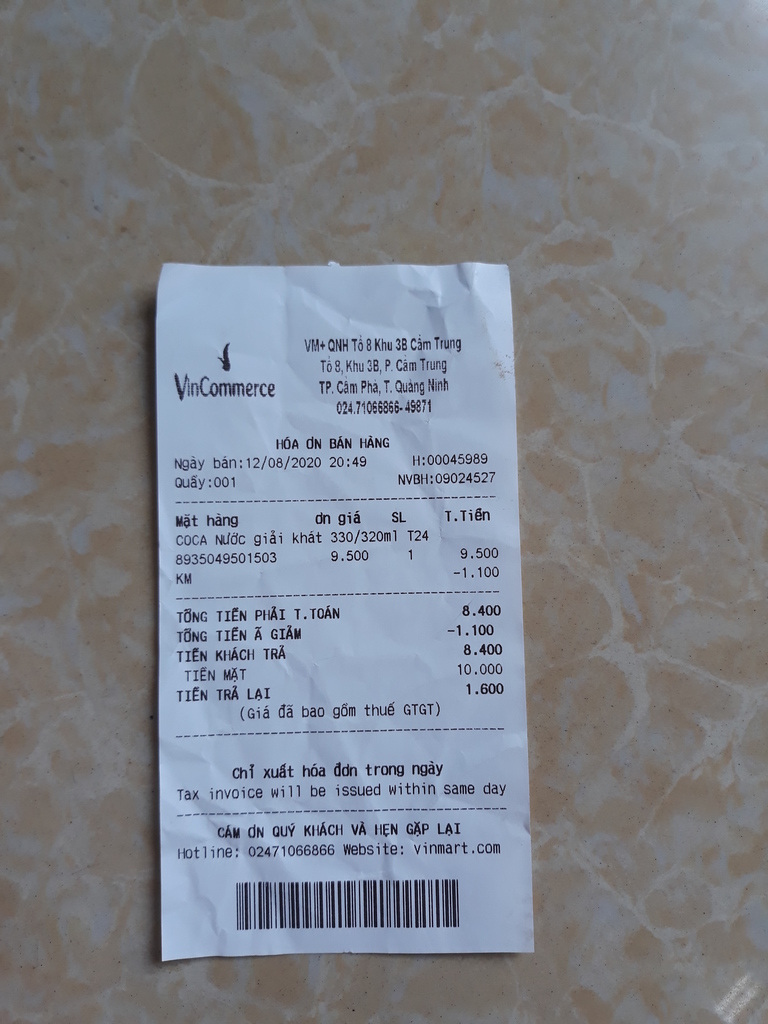 VinCommerce
VM+ QNH Tổ 8 Khu 3B Cẩm Trung
Tổ 8, Khu 3B, P. Cẩm Trung
TP. Cẩm Phả, T. Quảng Ninh
024.71066866-49871
HÓA ƠN BÁN HÀNG
Ngày bán:12/08/2020 20:49 H:00045989
Quầy:001 NVBH:09024527
Mặt hàng ơn giá SL T.Tiền
COCA Nước giải khát 330/320ml T24
8935049501503 9.500 1 9.500
KM -1.100
TỔNG TIỀN PHẢI T.TOÁN 8.400
TỔNG TIỀN Ã GIẢM -1.100
TIỀN KHÁCH TRẢ 8.400
TIỀN MẶT 10.000
TIỀN TRẢ LẠI 1.600
(Giá đã bao gồm thuế GTGT)
Chỉ xuất hóa đơn trong ngày
Tax invoice will be issued within same day
CẢM ƠN QUÝ KHÁCH VÀ HẸN GẶP LẠI
Hotline: 02471066866 Website: vinmart.com